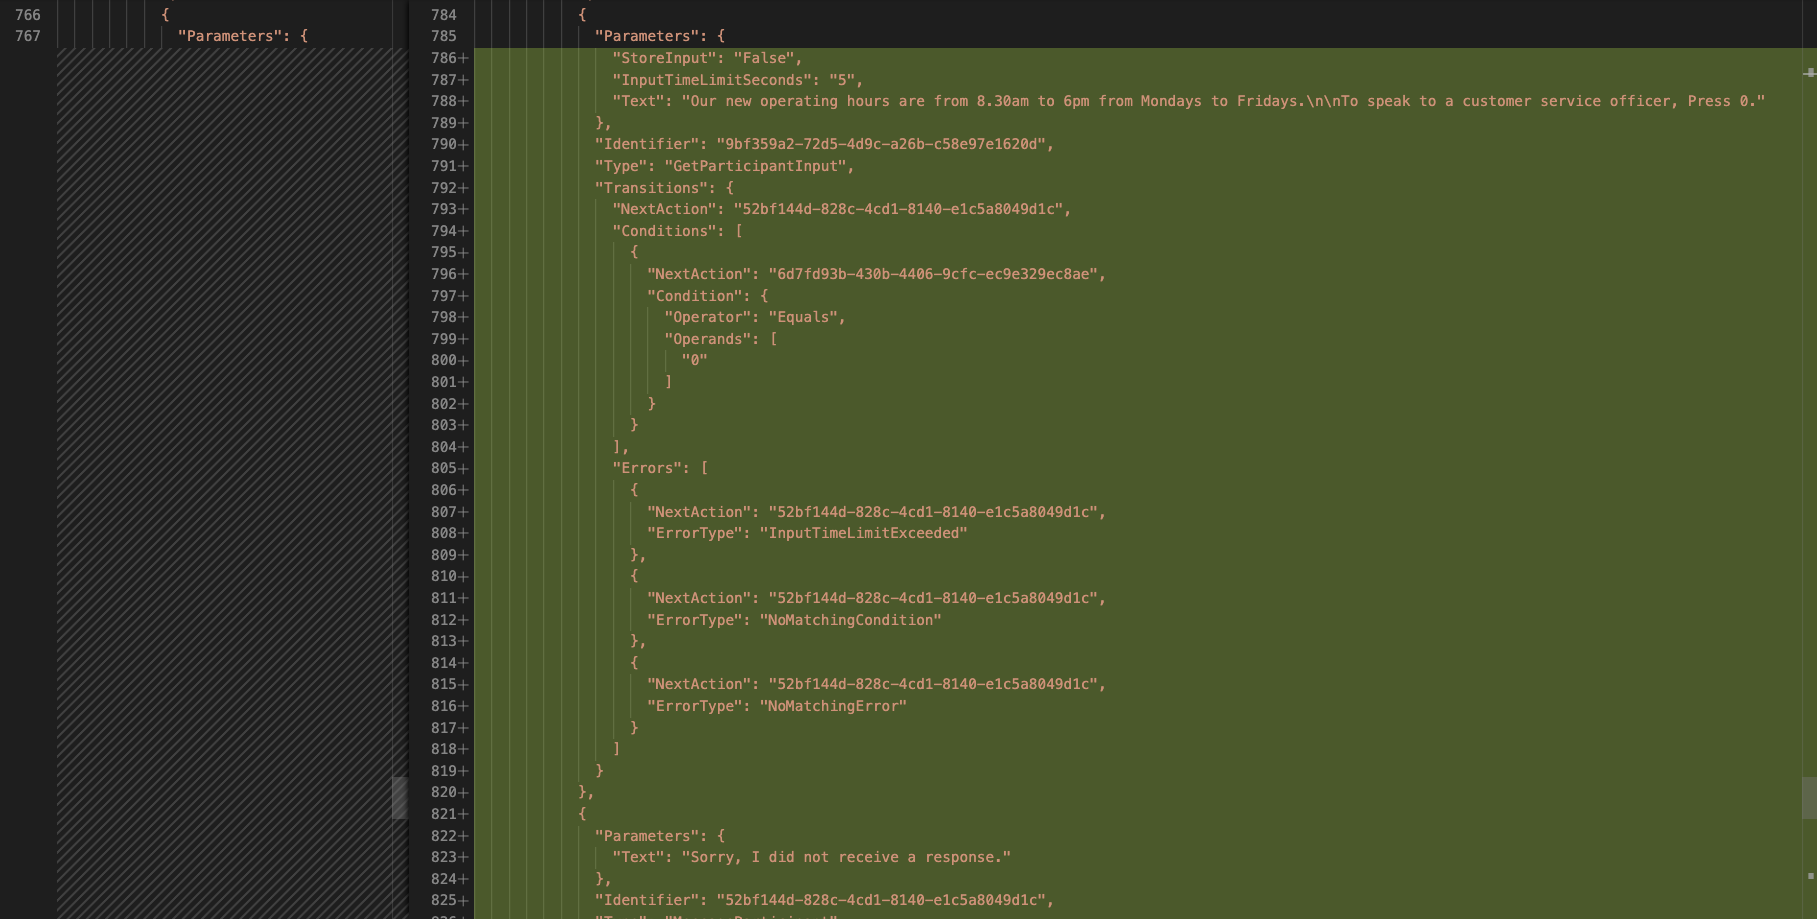 766 {
767 "Parameters": {
784 {
785 "Parameters": {
786+ "StoreInput": "False",
787+ "InputTimeLimitSeconds": "5",
788+ "Text": "Our new operating hours are from 8.30am to 6pm from Mondays to Fridays.\n\nTo speak to a customer service officer, Press 0."
789+ },
790+ "Identifier": "9bf359a2-72d5-4d9c-a26b-c58e97e1620d",
791+ "Type": "GetParticipantInput",
792+ "Transitions": {
793+ "NextAction": "52bf144d-828c-4cd1-8140-e1c5a8049d1c",
794+ "Conditions": [
795+ {
796+ "NextAction": "6d7fd93b-430b-4406-9cfc-ec9e329ec8ae",
797+ "Condition": {
798+ "Operator": "Equals",
799+ "Operands": [
800+ "0"
801+ ]
802+ }
803+ }
804+ ],
805+ "Errors": [
806+ {
807+ "NextAction": "52bf144d-828c-4cd1-8140-e1c5a8049d1c",
808+ "ErrorType": "InputTimeLimitExceeded"
809+ },
810+ {
811+ "NextAction": "52bf144d-828c-4cd1-8140-e1c5a8049d1c",
812+ "ErrorType": "NoMatchingCondition"
813+ },
814+ {
815+ "NextAction": "52bf144d-828c-4cd1-8140-e1c5a8049d1c",
816+ "ErrorType": "NoMatchingError"
817+ }
818+ ]
819+ }
820+ },
821+ {
822+ "Parameters": {
823+ "Text": "Sorry, I did not receive a response."
824+ },
825+ "Identifier": "52bf144d-828c-4cd1-8140-e1c5a8049d1c",